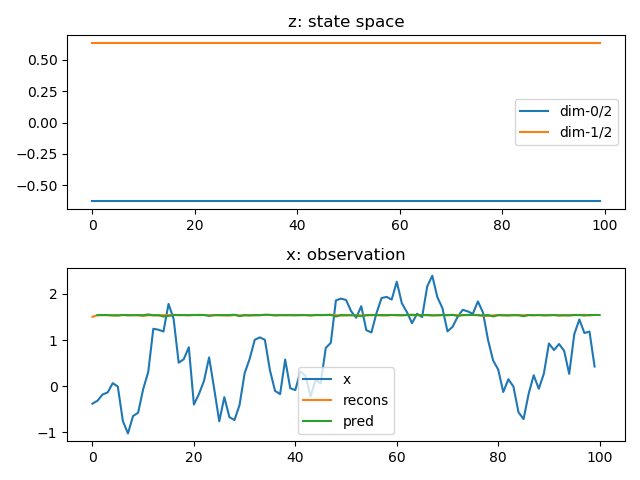 z: state space
0.50
0.25
0.00
−0.25
−0.50
dim-0/2
dim-1/2
0 20 40 60 80 100
x: observation
2
1
0
−1
x
recons
pred
0 20 40 60 80 100